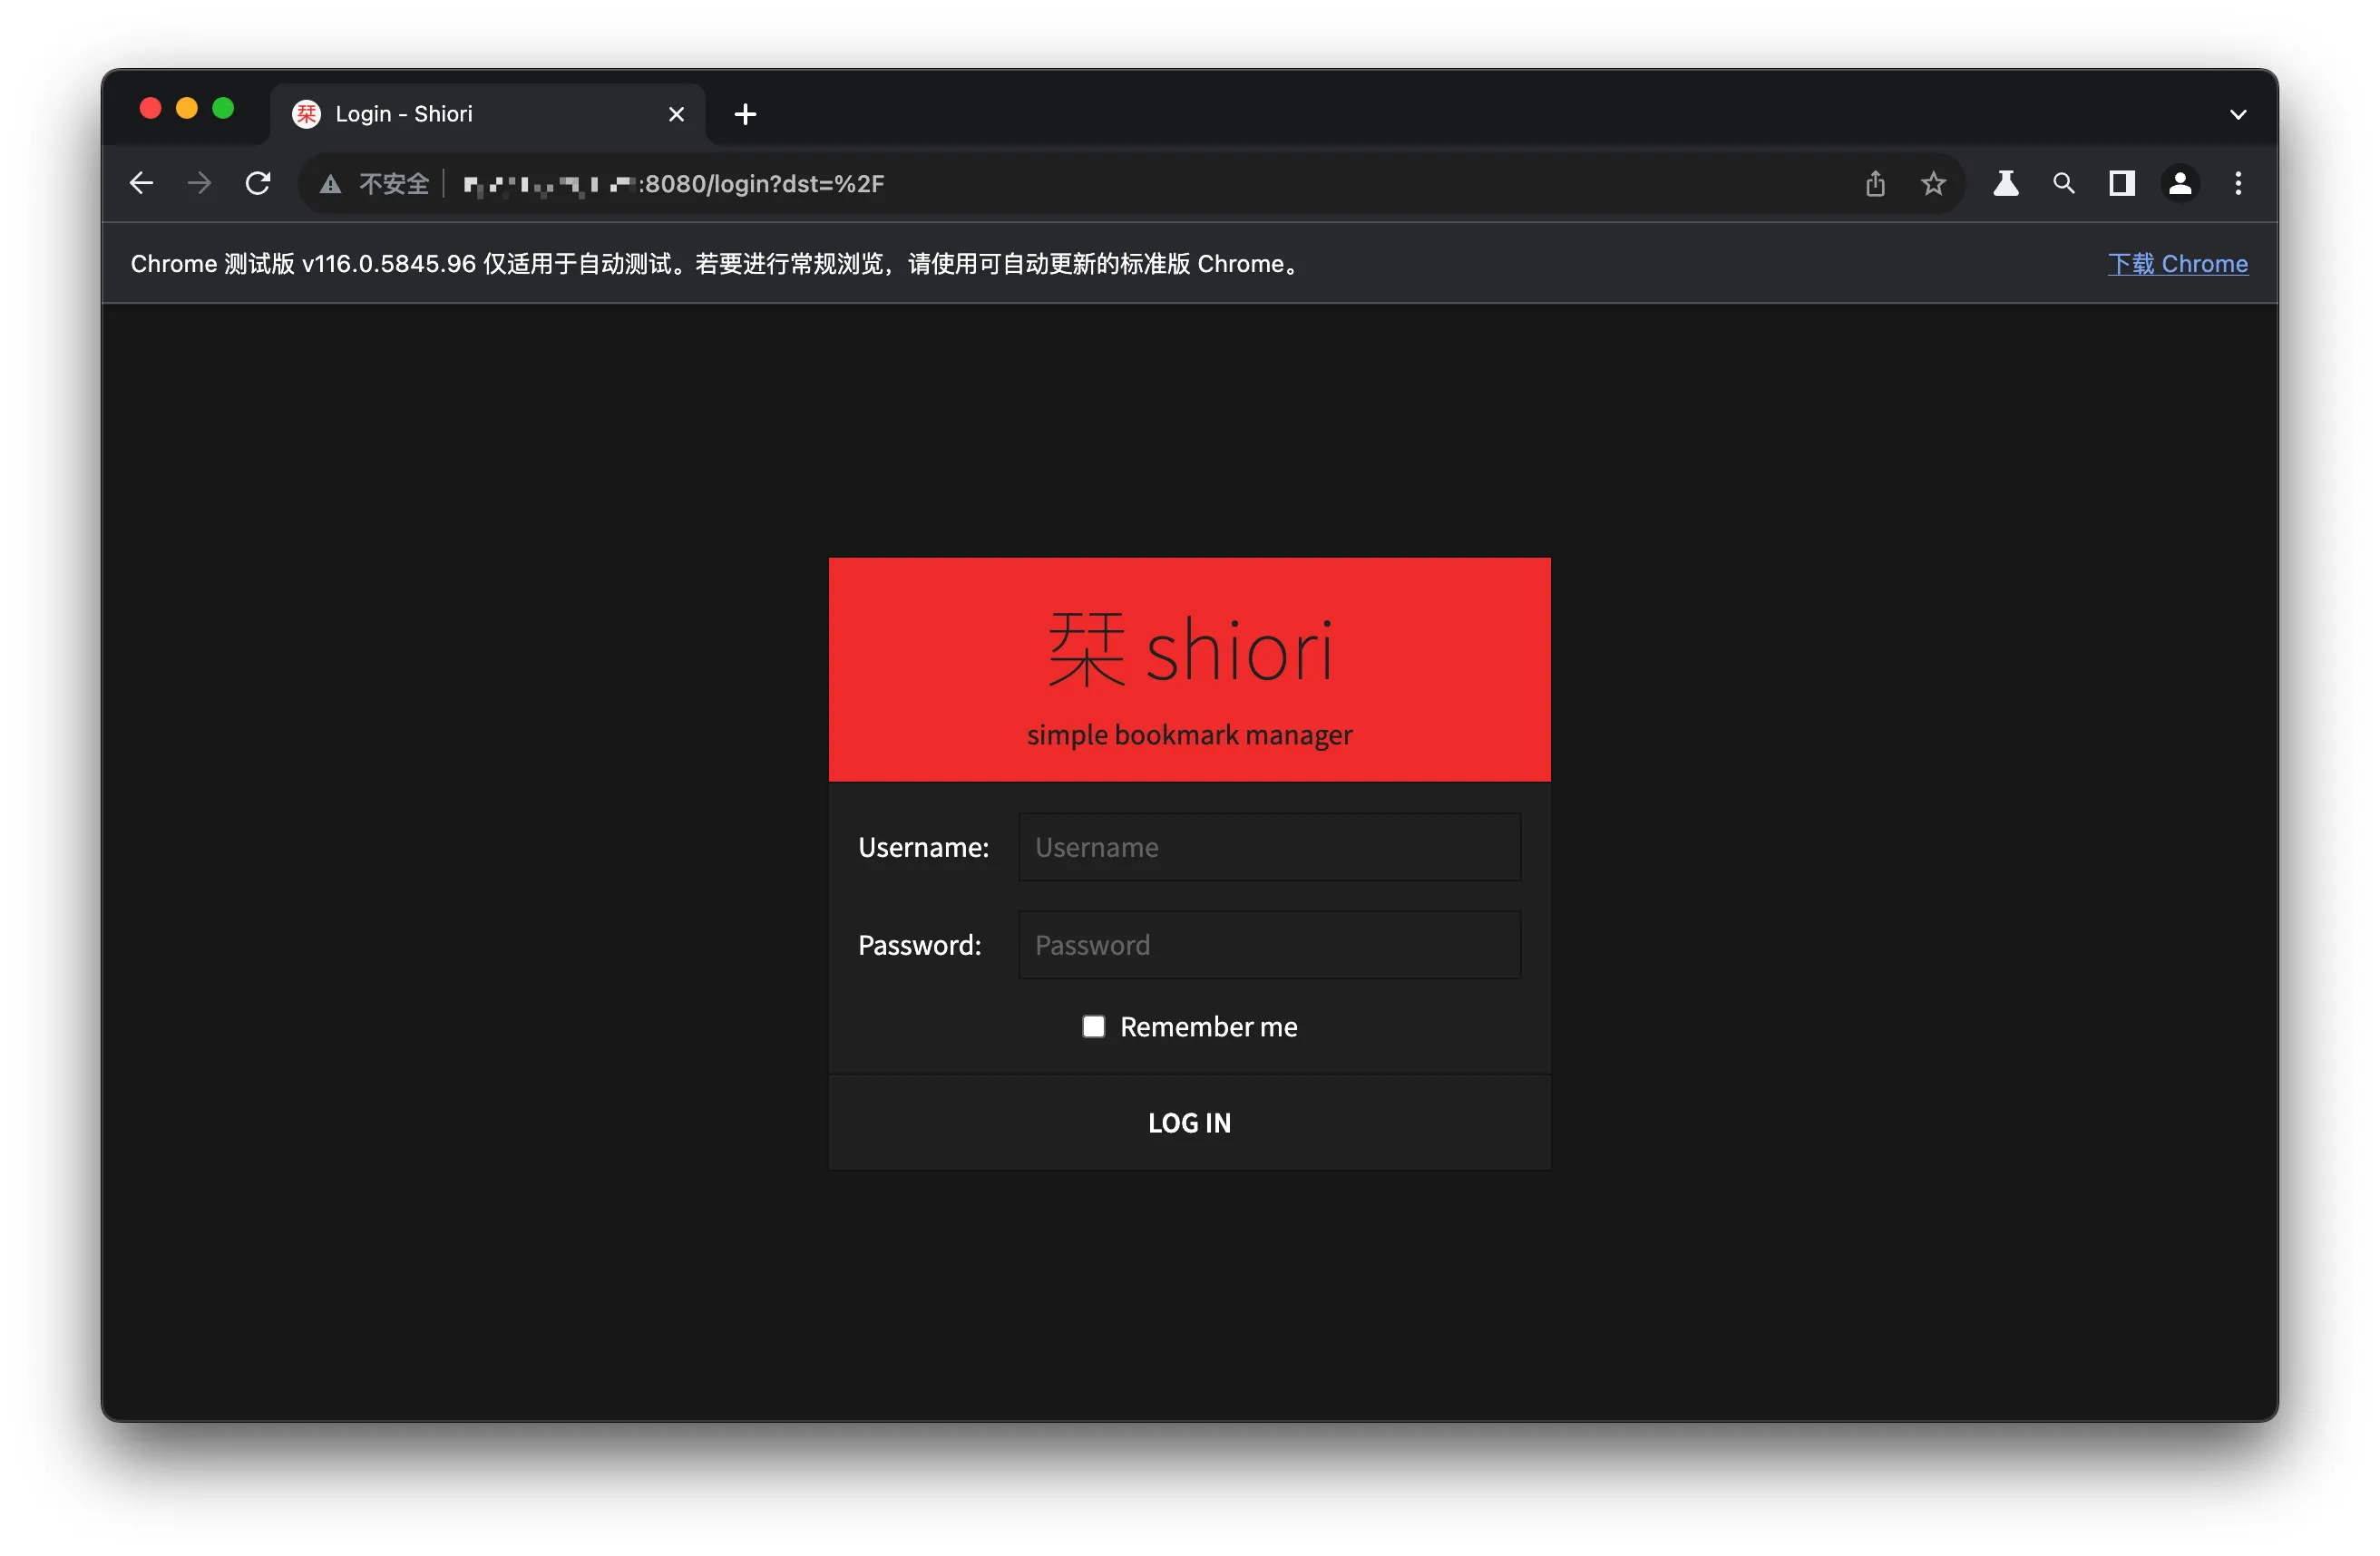 Login - Shiori
不安全
:8080/login?dst=%2F
Chrome 测试版 v116.0.5845.96 仅适用于自动测试。若要进行常规浏览，请使用可自动更新的标准版 Chrome。
下载 Chrome
栞 shiori
simple bookmark manager
Username:
Username
Password:
Password
Remember me
LOG IN